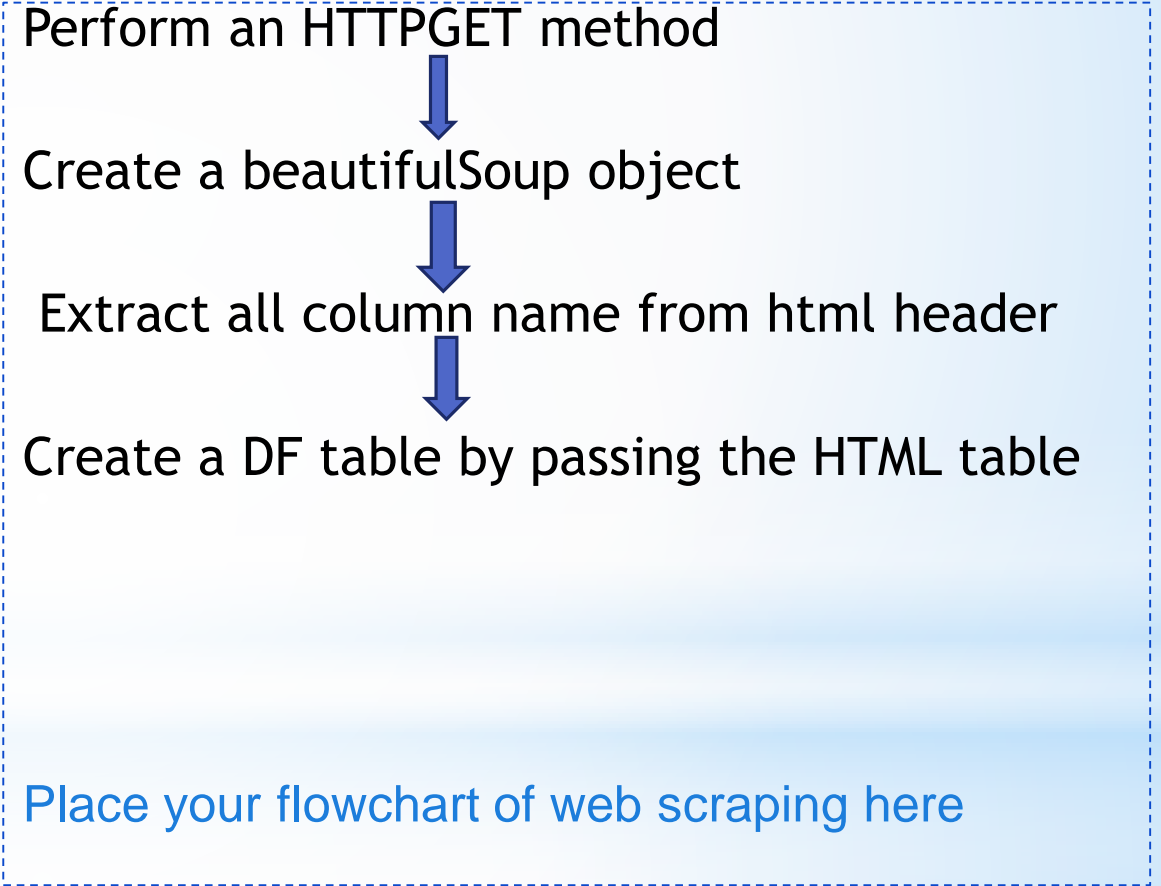 Perform an HTTPGET method
Create a beautifulSoup object
Extract all column name from html header
Create a DF table by passing the HTML table
Place your flowchart of web scraping here